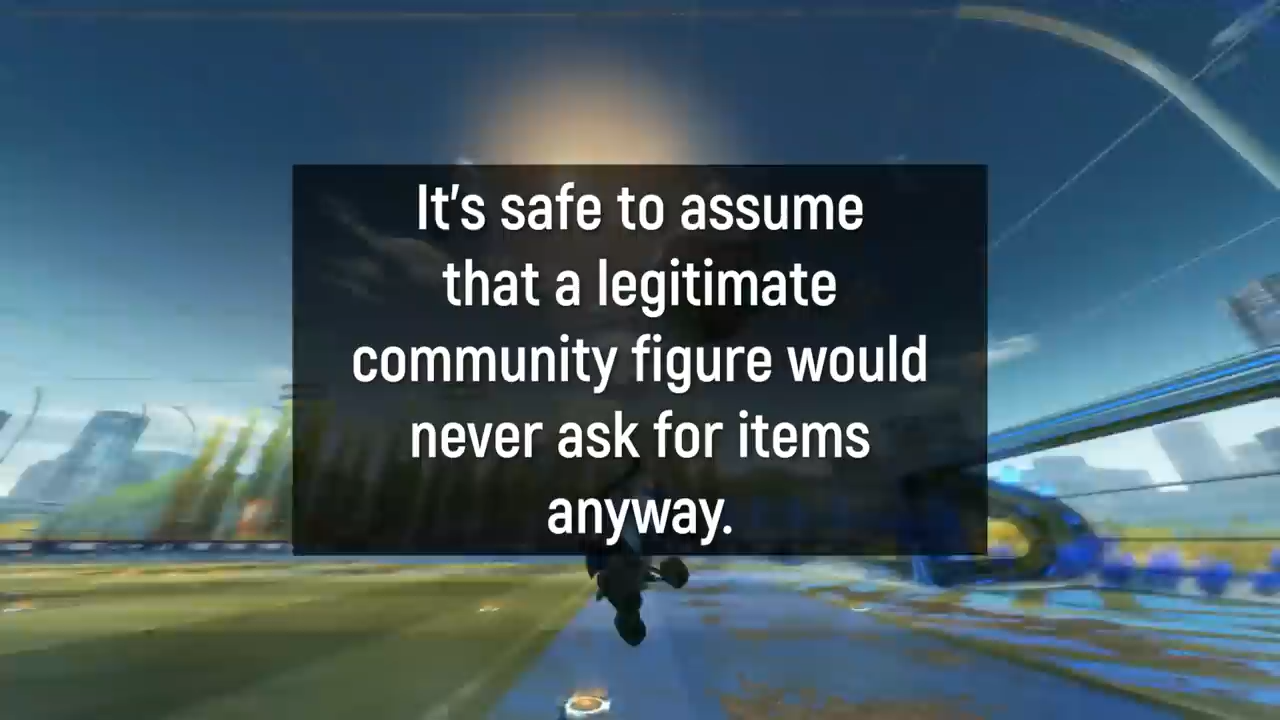 It's safe to assume
that a legitimate
community figure would
never ask for items
anyway.